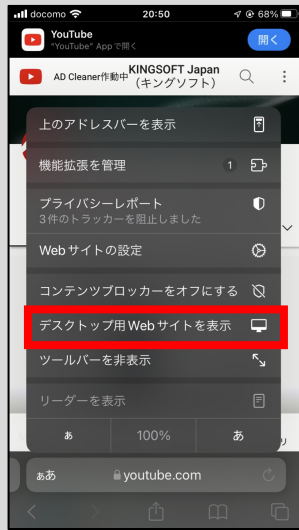 docomo 20:50 68%
YouTube
"YouTube" Appで開く
開く
AD Cleaner作動中
KINGSOFT Japan
（キングソフト）
上のアドレスバーを表示
機能拡張を管理 1
プライバシーレポート
3件のトラッカーを阻止しました
Webサイトの設定
コンテンツブロッカーをオフにする
デスクトップ用Webサイトを表示
ツールバーを非表示
リーダーを表示
あ 100% あ
ぁあ youtube.com